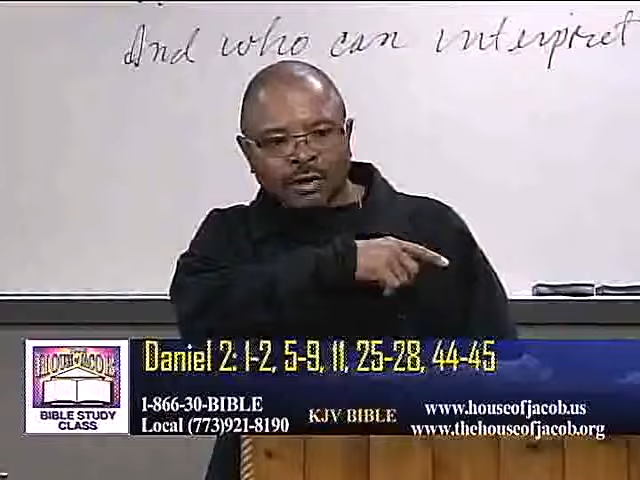 And who can interpret
Daniel 2: 1-2, 5-9, 11, 25-28, 44-45
HOUSE of JACOB
BIBLE STUDY
CLASS
1-866-30-BIBLE
Local (773)921-8190
KJV BIBLE
www.houseofjacob.us
www.thehouseofjacob.org